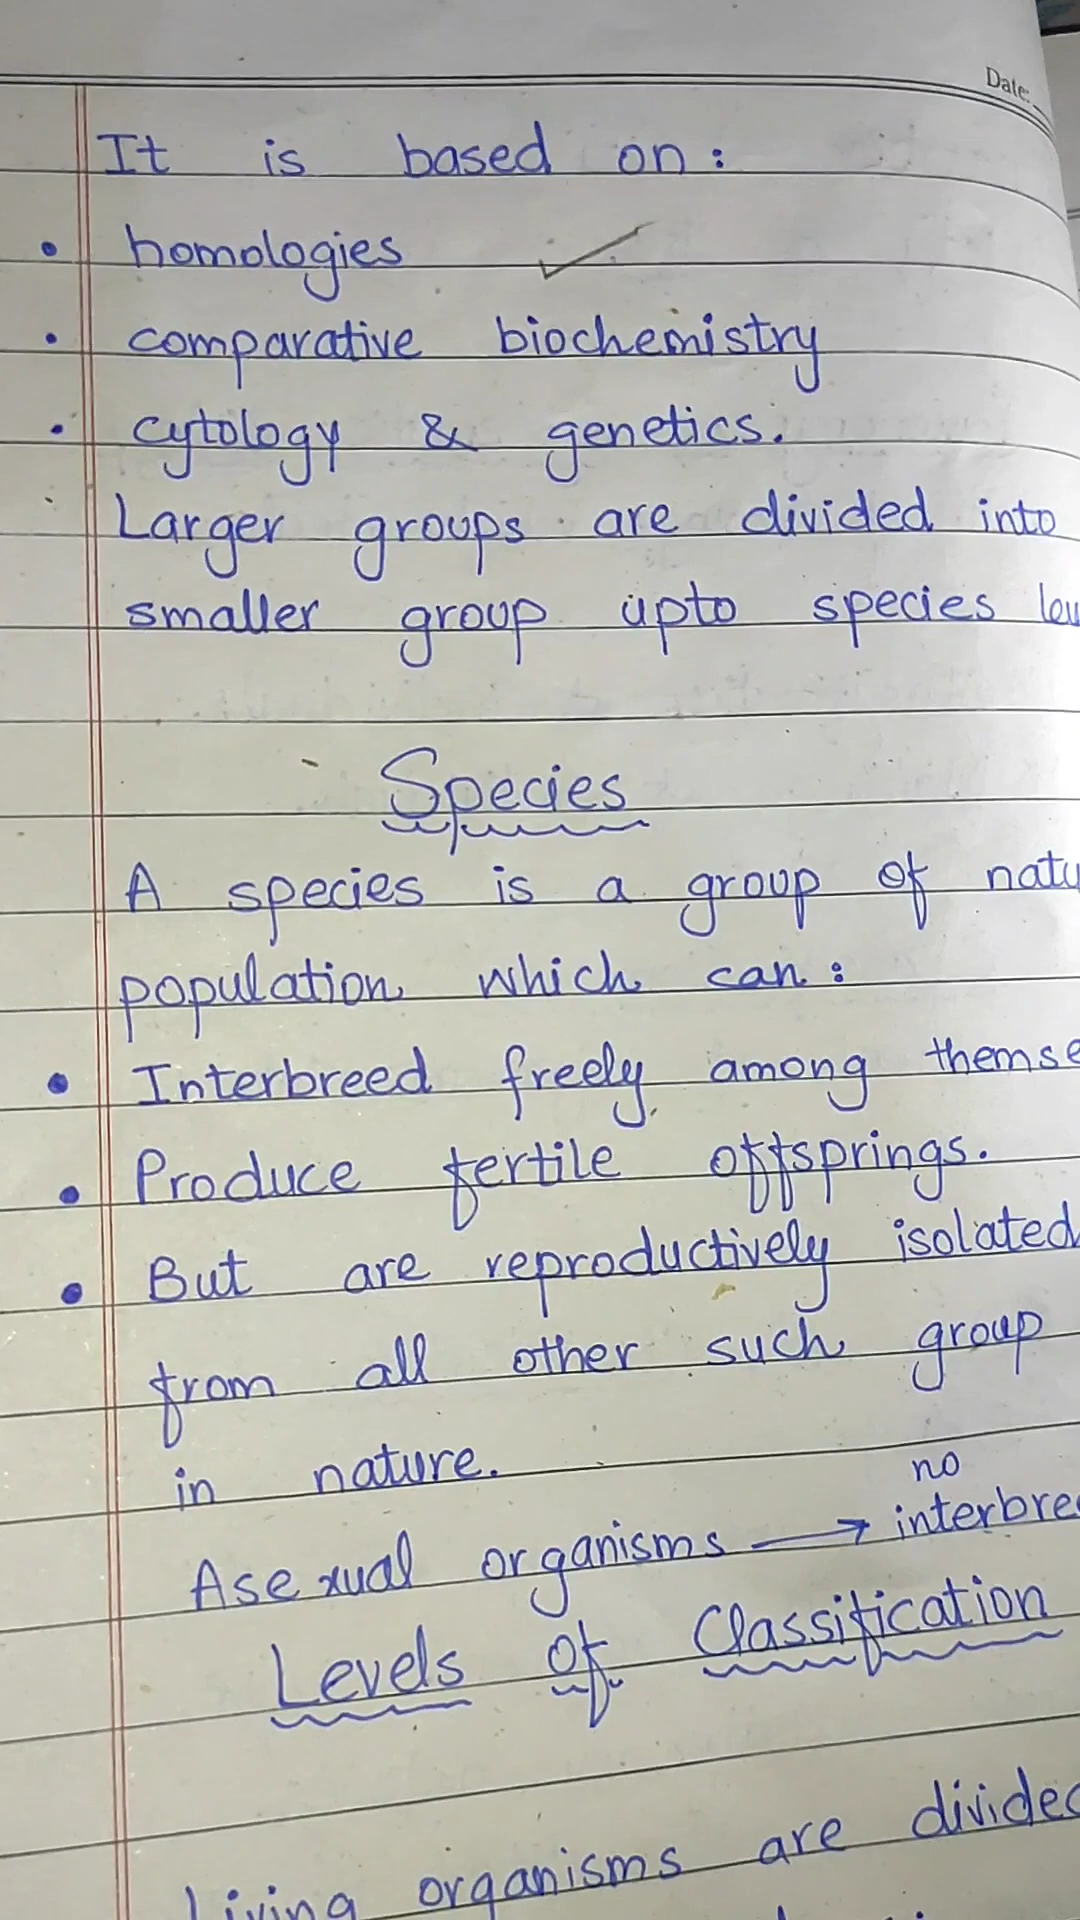 Date:
It is based on:
• homologies
• comparative biochemistry
• cytology & genetics.
Larger groups are divided into
smaller group upto species
Species
A species is a group of
population which can:
• Interbreed freely among
• Produce fertile offsprings.
• But are reproductively isolated
from all other such group
in nature.
no
Asexual organisms →
Levels of Classification
Living organisms are